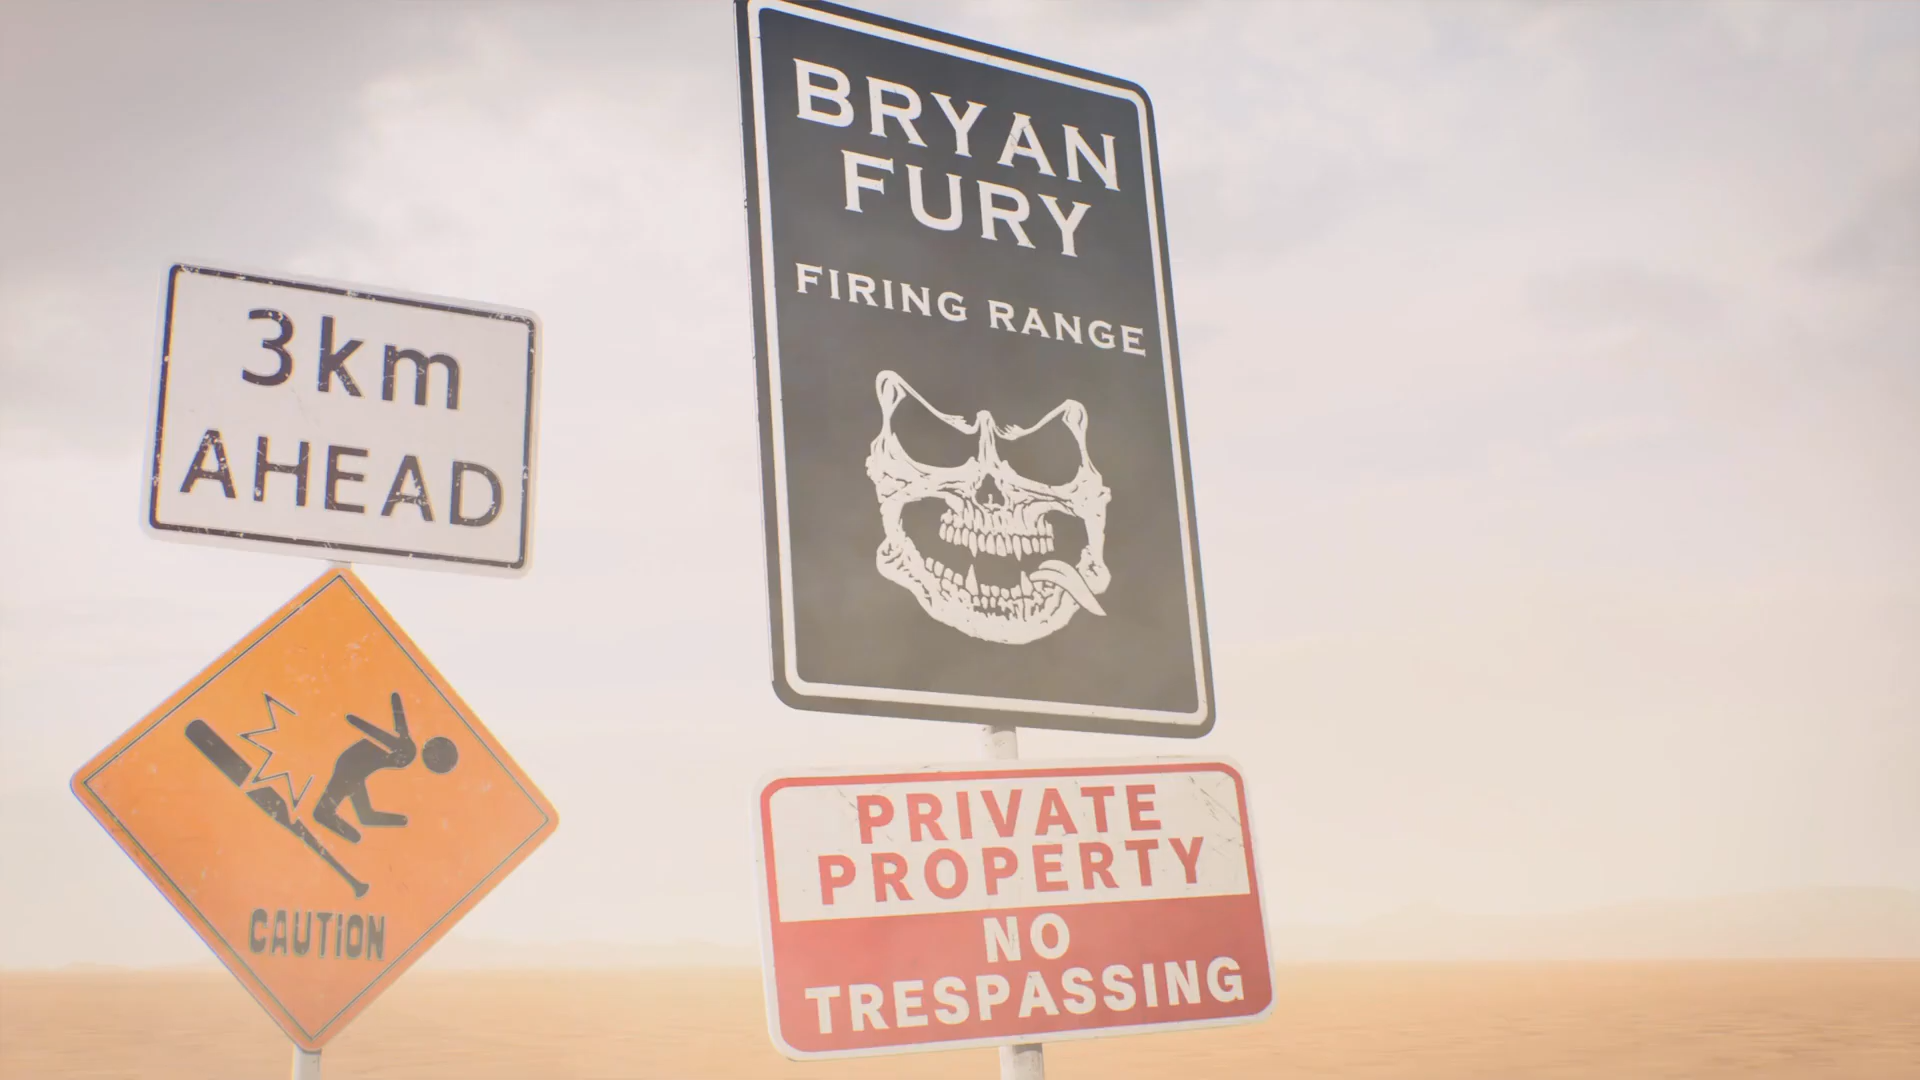 3km
AHEAD
CAUTION
BRYAN
FURY
FIRING RANGE
PRIVATE
PROPERTY
NO
TRESPASSING